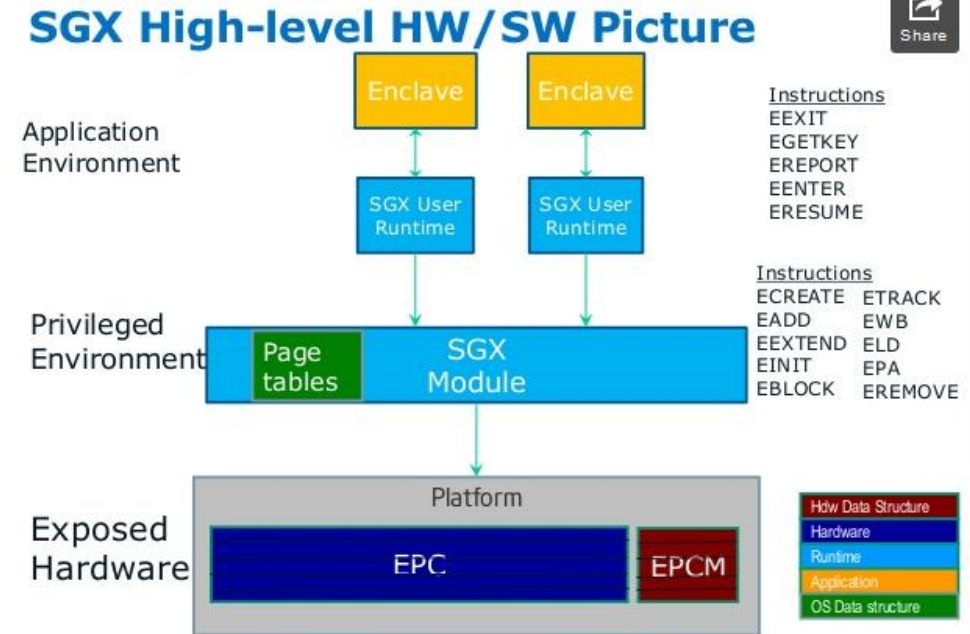 SGX High-level HW/SW Picture
Share
Application
Environment
Enclave
Enclave
SGX User
Runtime
SGX User
Runtime
Instructions
EEXIT
EGETKEY
EREPORT
EENTER
ERESUME
Privileged
Environment
Page
tables
SGX
Module
Instructions
ECREATE ETRACK
EADD EWB
EEXTEND ELD
EINIT EPA
EBLOCK EREMOVE
Exposed
Hardware
Platform
EPC
EPCM
Hdw Data Structure
Hardware
Runtime
Application
OS Data structure